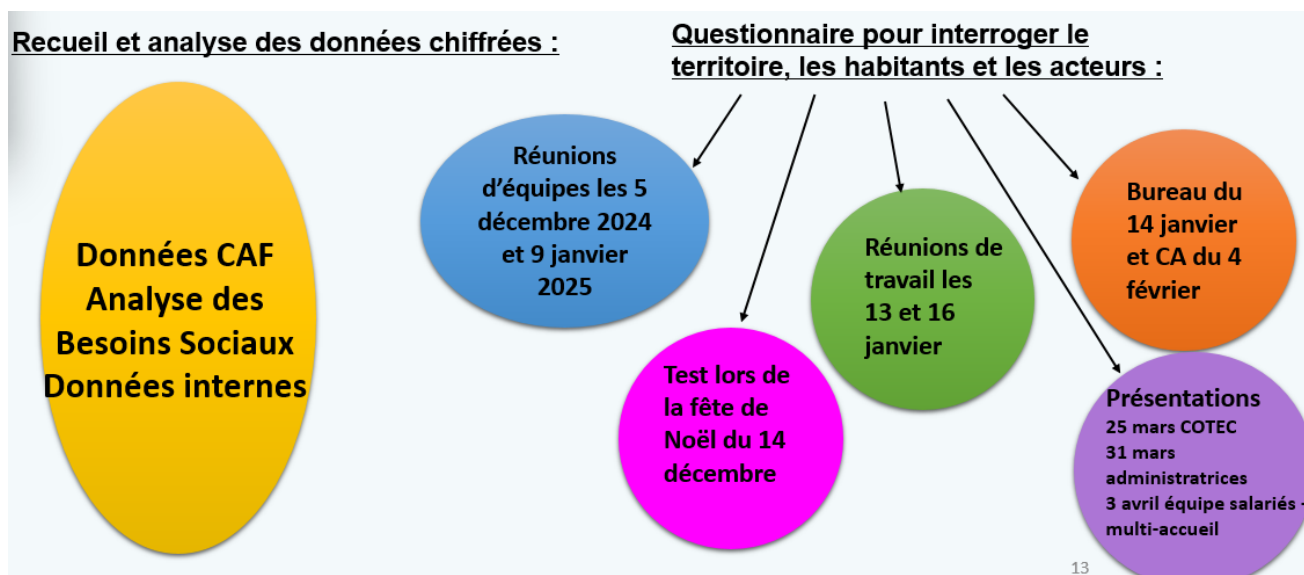 Recueil et analyse des données chiffrées :
Données CAF
Analyse des
Besoins Sociaux
Données internes
Questionnaire pour interroger le
territoire, les habitants et les acteurs :
Réunions
d’équipes les 5
décembre 2024
et 9 janvier
2025
Test lors de
la fête de
Noël du 14
décembre
Réunions de
travail les
13 et 16
janvier
Bureau du
14 janvier
et CA du 4
février
Présentations
25 mars COTEC
31 mars
administratrices
3 avril équipe salariés -
multi-accueil
13